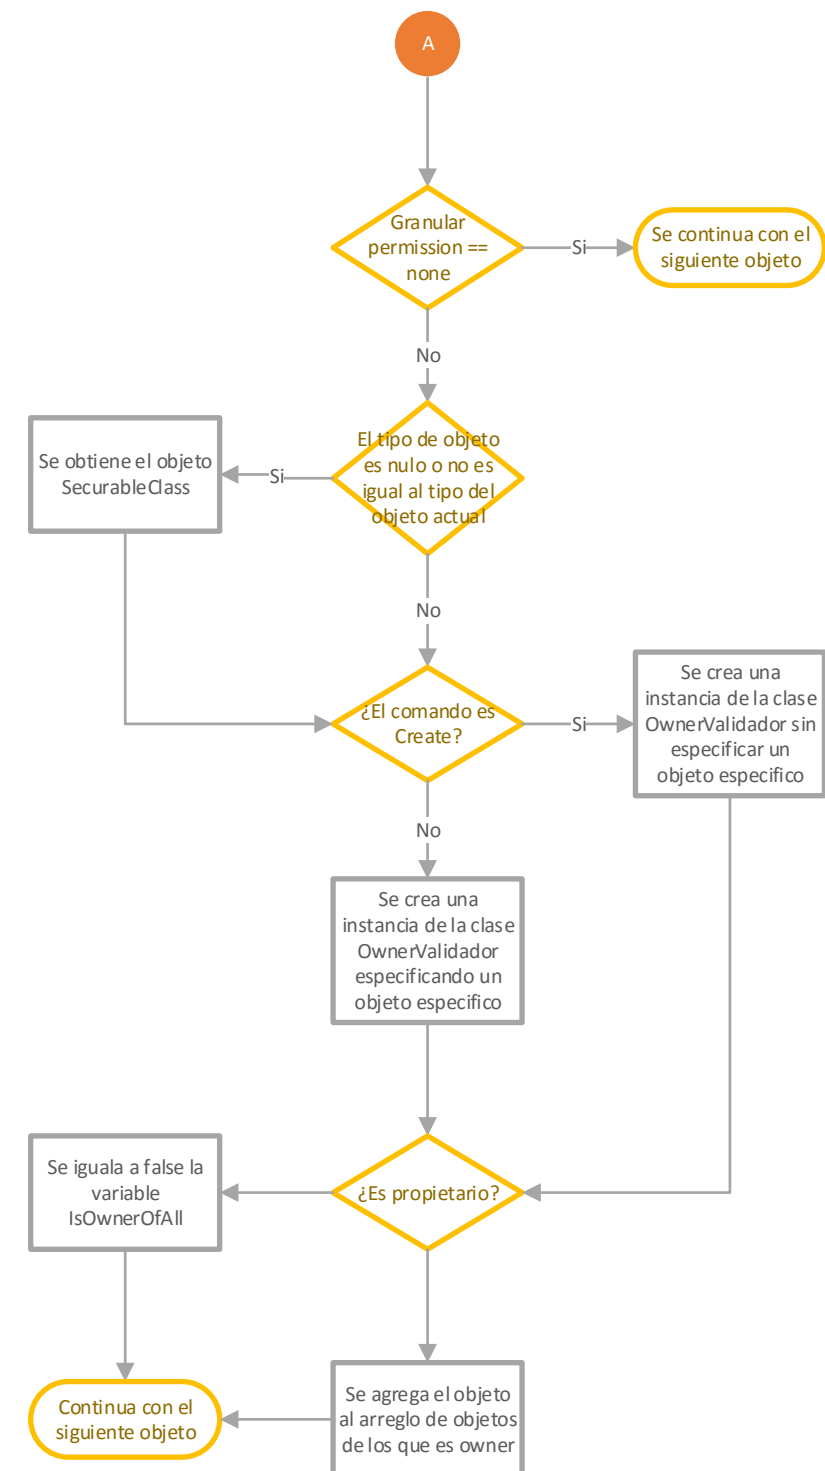 A
Granular
permission ==
none
Si
Se continua con el
siguiente objeto
No
El tipo de objeto
es nulo o no es
igual al tipo del
objeto actual
Si
Se obtiene el objeto
SecurableClass
No
¿El comando es
Create?
Si
Se crea una
instancia de la clase
OwnerValidador sin
especificar un
objeto especifico
No
Se crea una
instancia de la clase
OwnerValidador
especificando un
objeto especifico
¿Es propietario?
Se iguala a false la
variable
IsOwnerOfAll
Se agrega el objeto
al arreglo de objetos
de los que es owner
Continua con el
siguiente objeto